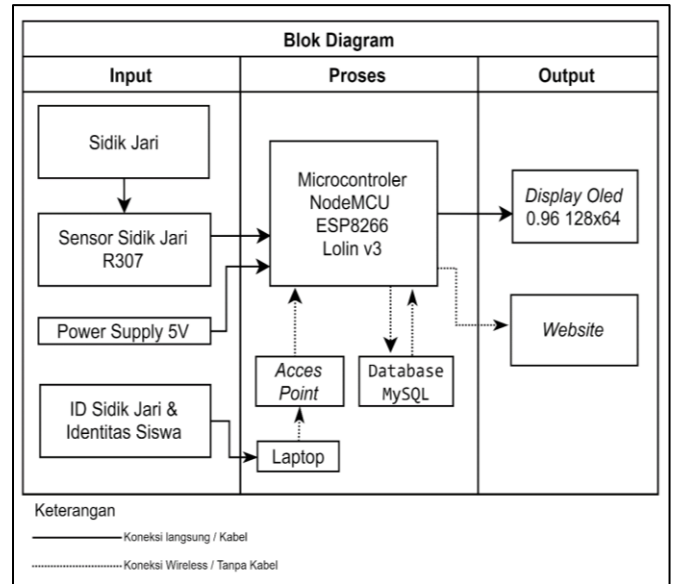 Blok Diagram
Input
Proses
Output
Sidik Jari
Sensor Sidik Jari
R307
Power Supply 5V
ID Sidik Jari &
Identitas Siswa
Microcontroler
NodeMCU
ESP8266
Lolin v3
Acces
Point
Database
MySQL
Laptop
Display Oled
0.96 128x64
Website
Keterangan
Koneksi langsung / Kabel
Koneksi Wireless / Tanpa Kabel